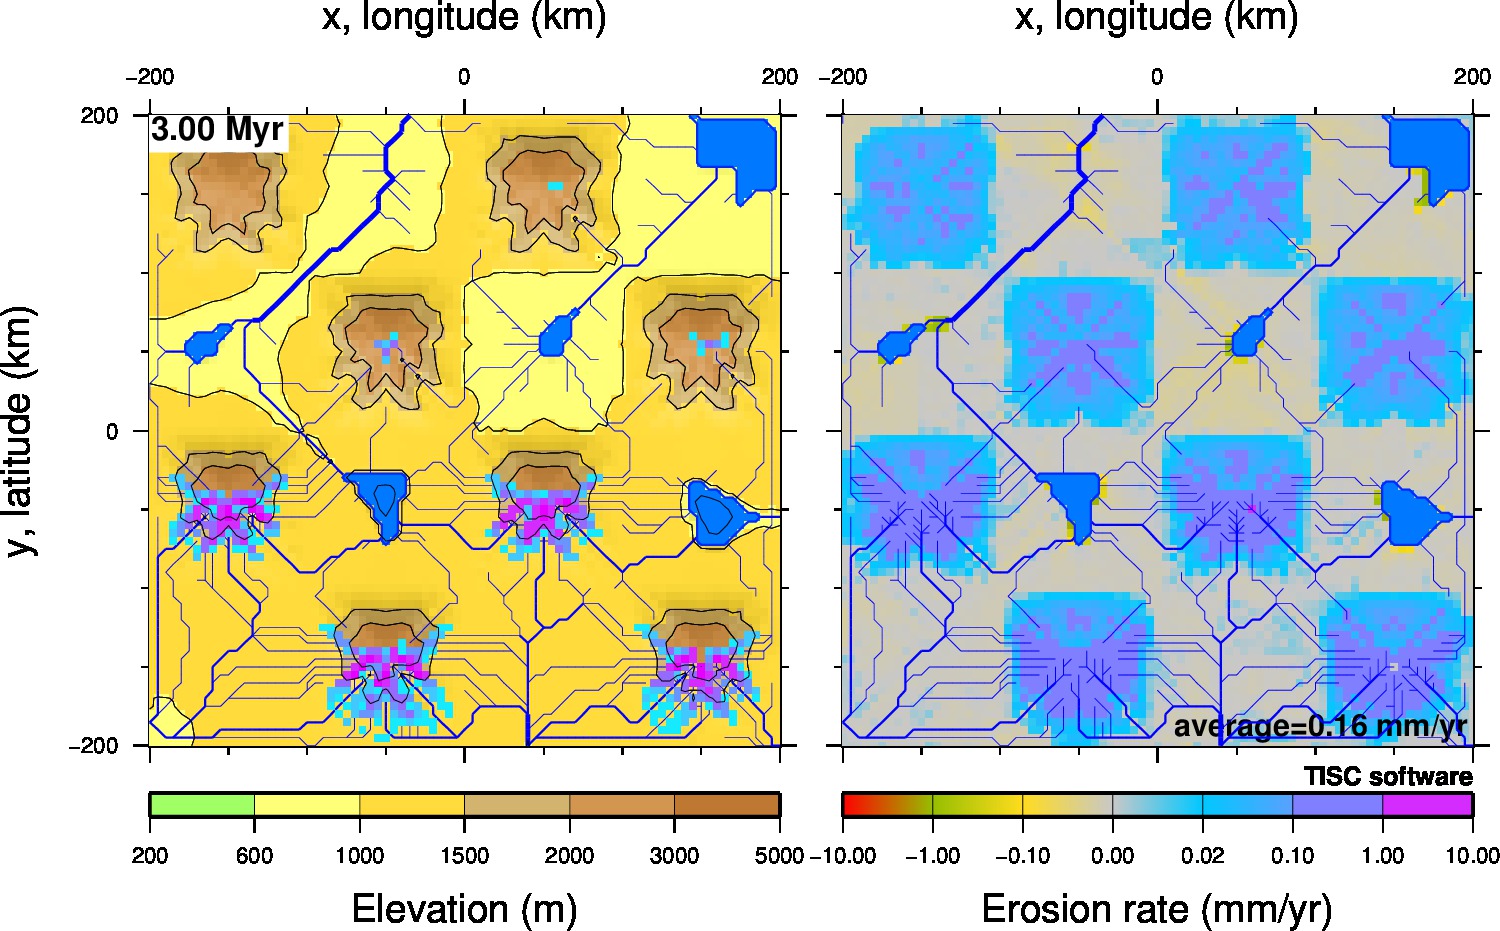 x, longitude (km) x, longitude (km)
−200 0 200 −200 0 200
200
3.00 Myr
y, latitude (km)
0
−200
average=0.16 mm/yr
TISC software
200 600 1000 1500 2000 3000 5000 −10.00 −1.00 −0.10 0.00 0.02 0.10 1.00 10.00
Elevation (m) Erosion rate (mm/yr)